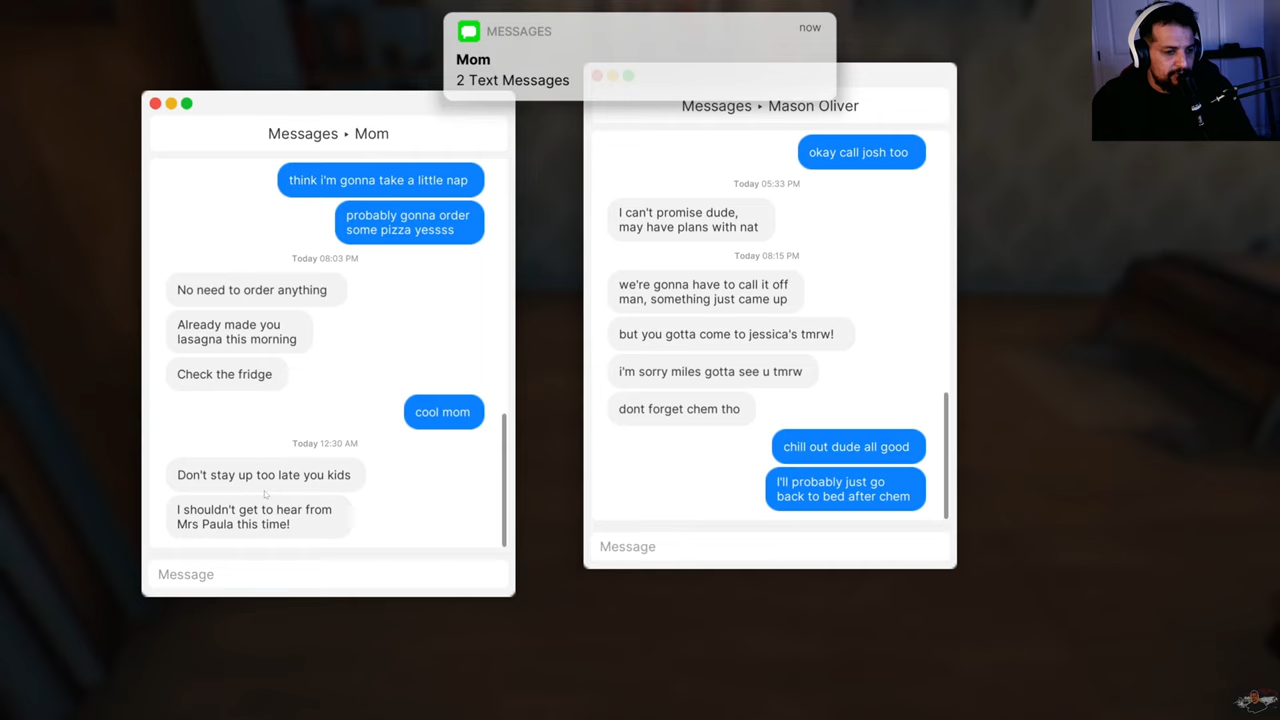 MESSAGES
now
Mom
2 Text Messages
Messages ▸ Mom
think i'm gonna take a little nap
probably gonna order
some pizza yessss
Today 08:03 PM
No need to order anything
Already made you
lasagna this morning
Check the fridge
cool mom
Today 12:30 AM
Don't stay up too late you kids
I shouldn't get to hear from
Mrs Paula this time!
Message
Messages ▸ Mason Oliver
okay call josh too
Today 05:33 PM
I can't promise dude,
may have plans with nat
Today 08:15 PM
we're gonna have to call it off
man, something just came up
but you gotta come to jessica's tmrw!
i'm sorry miles gotta see u tmrw
dont forget chem tho
chill out dude all good
I'll probably just go
back to bed after chem
Message